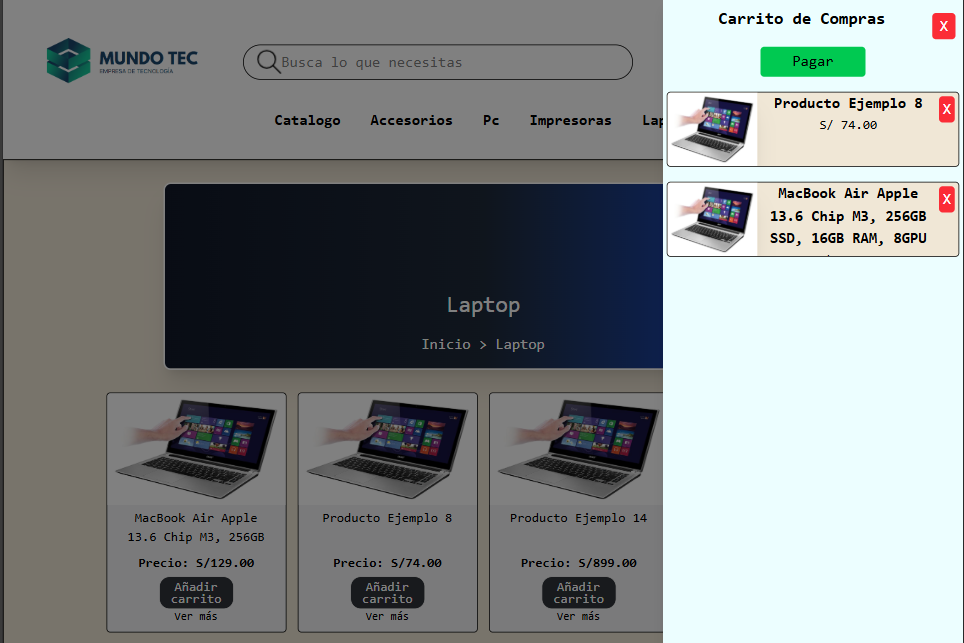 MUNDO TEC
EMPRESA DE TECNOLOGIA
Busca lo que necesitas
Catalogo Accesorios Pc Impresoras Lap
Laptop
Inicio > Laptop
MacBook Air Apple
13.6 Chip M3, 256GB
Precio: S/129.00
Añadir
carrito
Ver más
Producto Ejemplo 8
Precio: S/74.00
Añadir
carrito
Ver más
Producto Ejemplo 14
Precio: S/899.00
Añadir
carrito
Ver más
Carrito de Compras
X
Pagar
Producto Ejemplo 8
S/ 74.00
X
MacBook Air Apple
13.6 Chip M3, 256GB
SSD, 16GB RAM, 8GPU
X